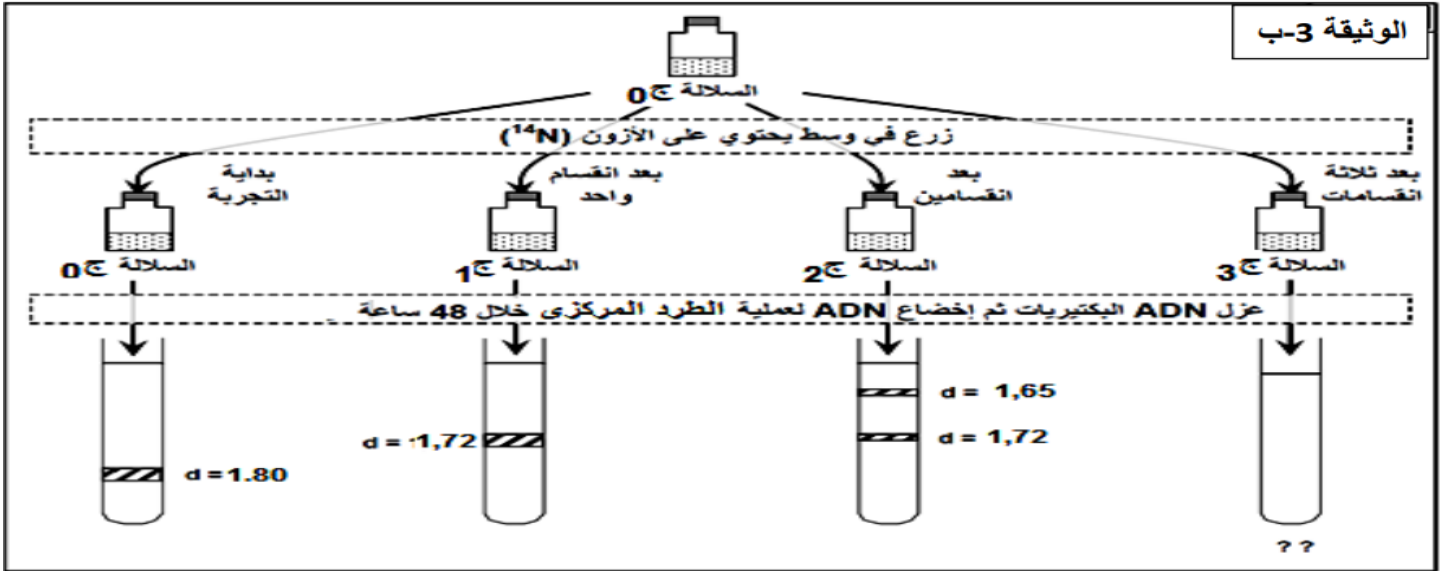 الوثيقة 3-ب
السلالة ج0
زرع في وسط يحتوي على الأزون (¹⁴N)
بداية التجربة
بعد انقسام واحد
بعد انقسامين
بعد ثلاثة انقسامات
السلالة ج0
السلالة ج1
السلالة ج2
السلالة ج3
عزل ADN البكتيريات ثم إخضاع ADN لعملية الطرد المركزي خلال 48 ساعة
d = 1,65
d = 1,72
d = 1,72
d = 1.80
? ?